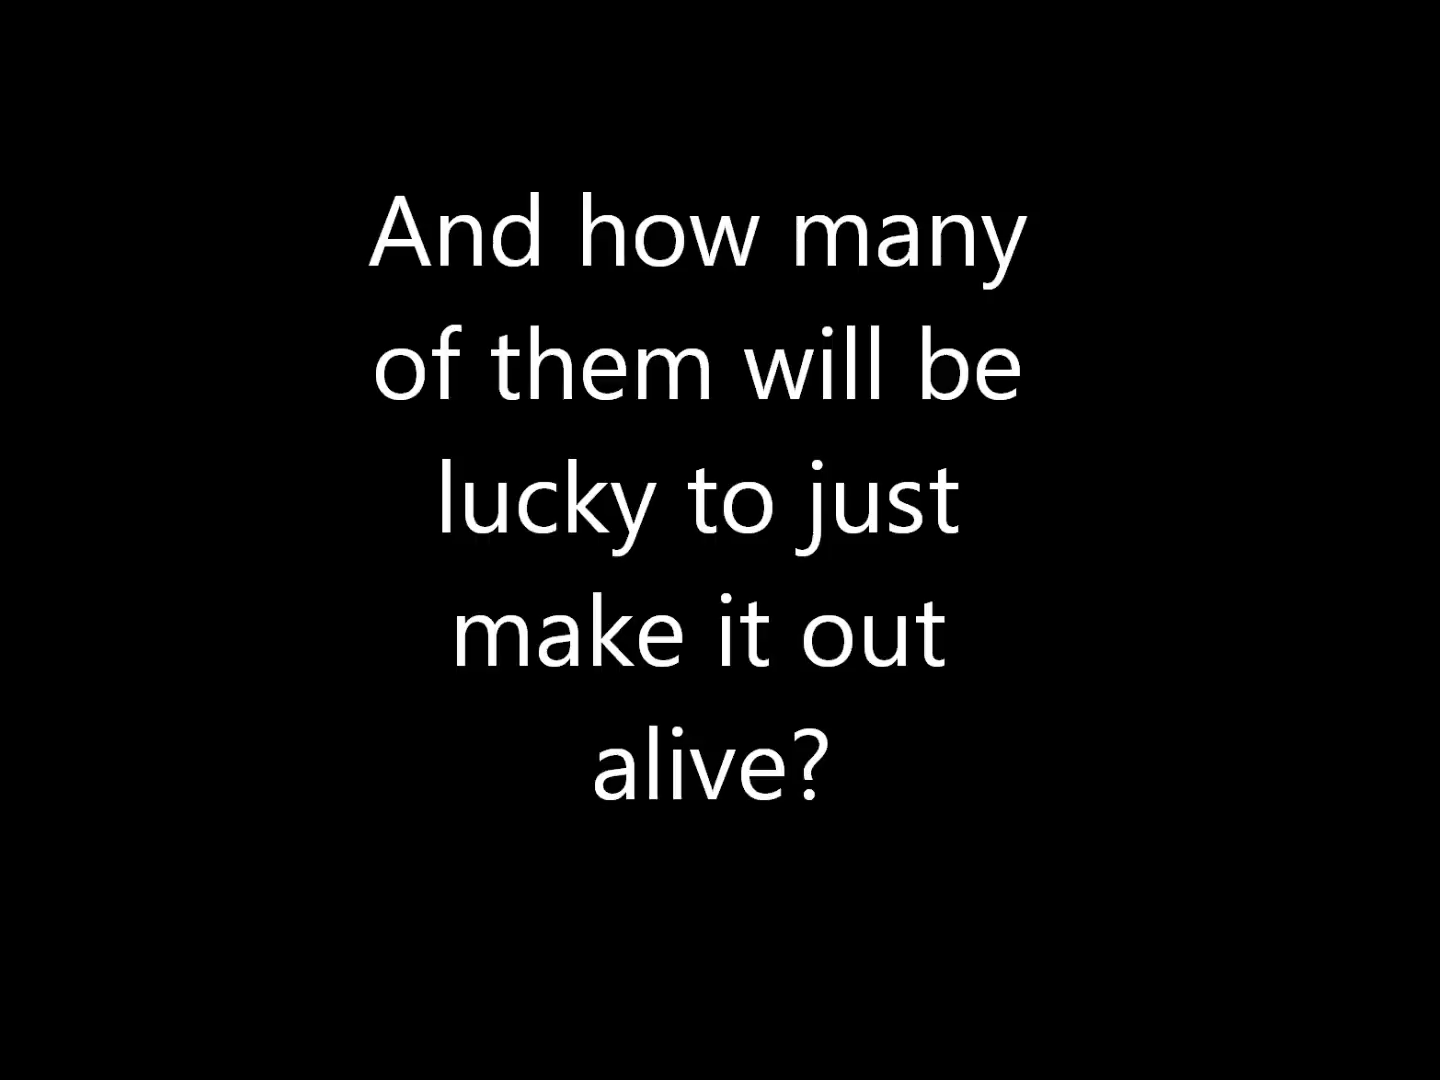 And how many
of them will be
lucky to just
make it out
alive?